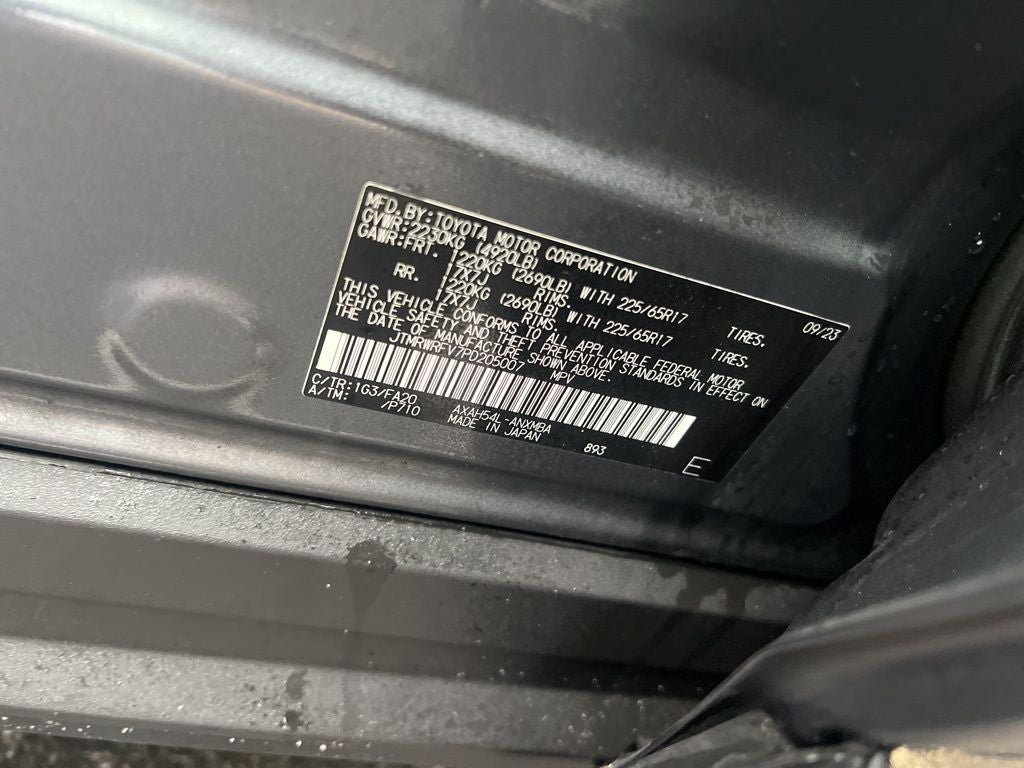 MFD. BY: TOYOTA MOTOR CORPORATION 09/23
GVWR: 2230KG (4920LB)
GAWR: FRT. 1220KG (2690LB) WITH 225/65R17 TIRES.
17X7J RIMS.
RR. 1220KG (2690LB) WITH 225/65R17 TIRES.
17X7J RIMS.
THIS VEHICLE CONFORMS TO ALL APPLICABLE FEDERAL MOTOR
VEHICLE SAFETY AND THEFT PREVENTION STANDARDS IN EFFECT ON
THE DATE OF MANUFACTURE SHOWN ABOVE.
JTMRWRFV7PD205007 MPV
C/TR: 1G3/FA20 AXAH54L-ANXMBA
A/TM: /P710 MADE IN JAPAN 893
E